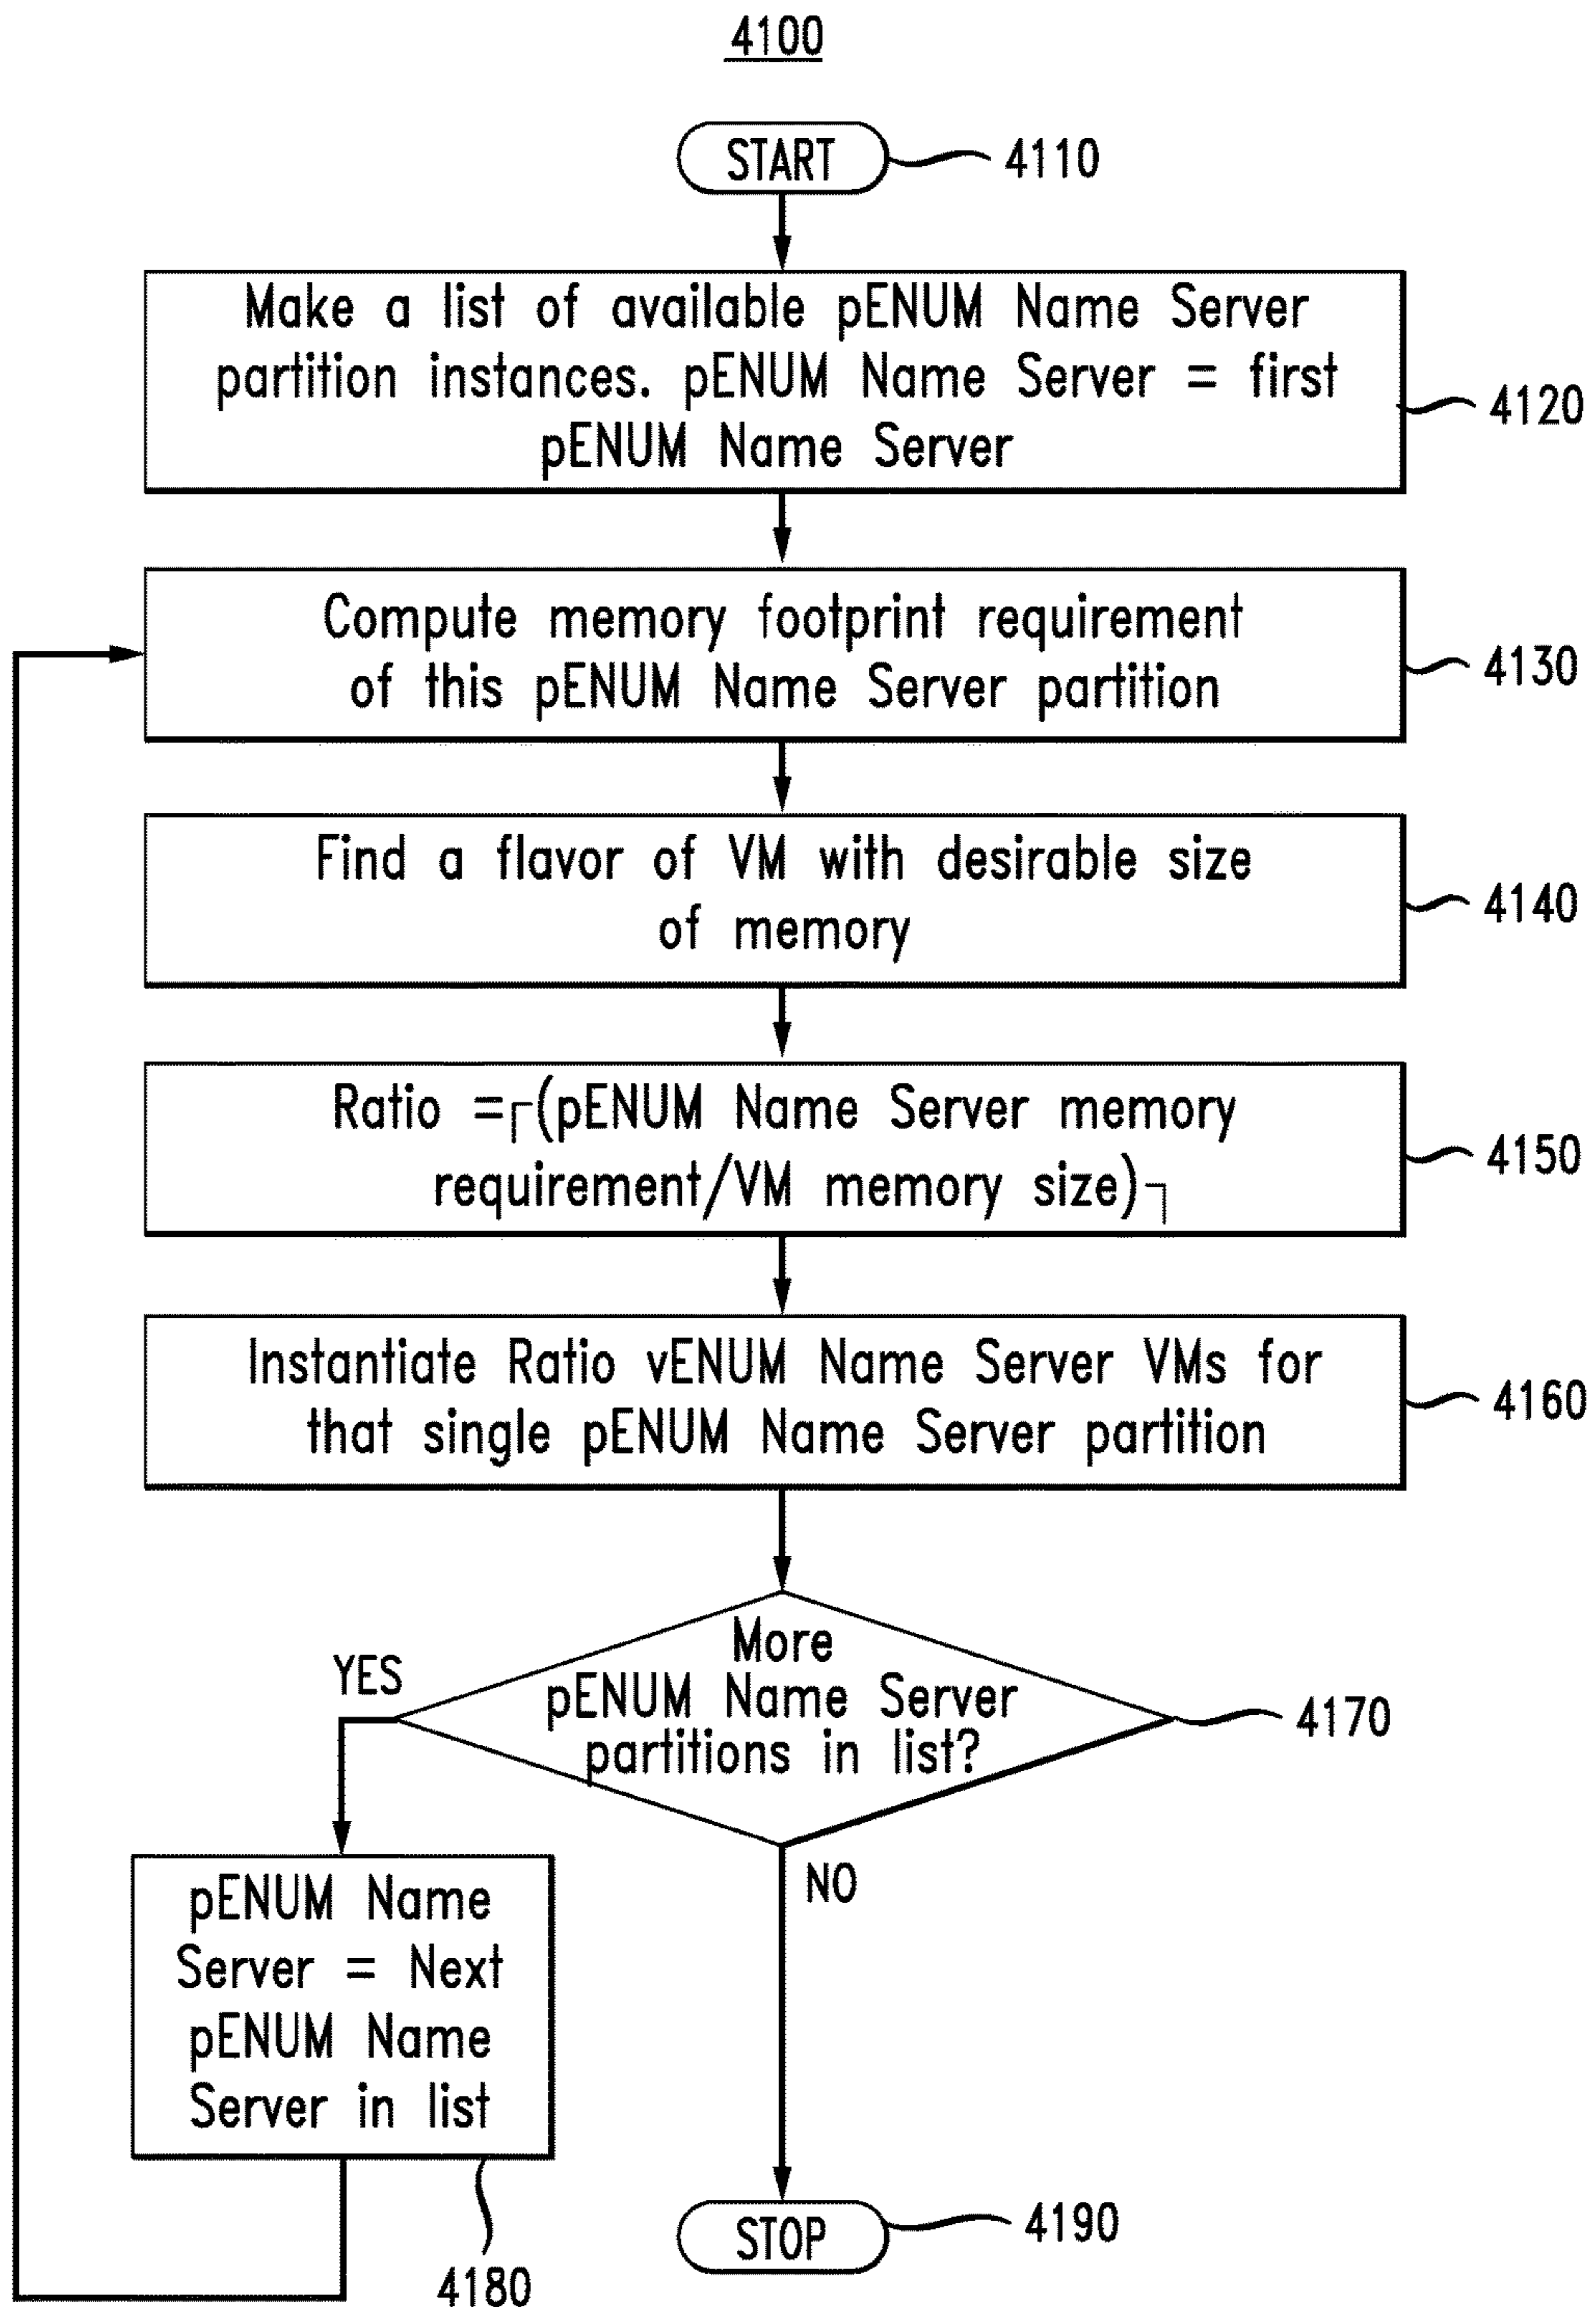 4100
START
4110
Make a list of available pENUM Name Server
partition instances. pENUM Name Server = first
pENUM Name Server
4120
Compute memory footprint requirement
of this pENUM Name Server partition
4130
Find a flavor of VM with desirable size
of memory
4140
Ratio =┌(pENUM Name Server memory
requirement/VM memory size)┐
4150
Instantiate Ratio vENUM Name Server VMs for
that single pENUM Name Server partition
4160
More
pENUM Name Server
partitions in list?
4170
YES
NO
pENUM Name
Server = Next
pENUM Name
Server in list
4180
STOP
4190